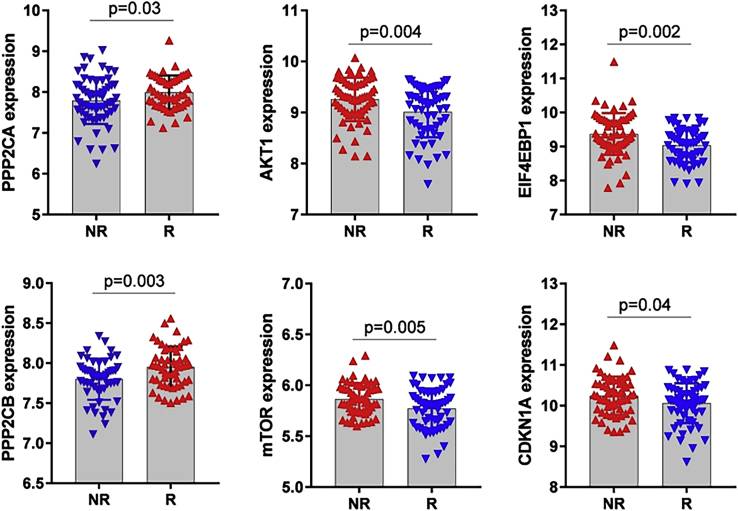 p=0.03
PPP2CA expression
10
9
8
7
6
5
NR
R
p=0.004
AKT1 expression
11
10
9
8
7
NR
R
p=0.002
EIF4EBP1 expression
13
12
11
10
9
8
7
NR
R
p=0.003
PPP2CB expression
9.0
8.5
8.0
7.5
7.0
6.5
NR
R
p=0.005
mTOR expression
7.0
6.5
6.0
5.5
5.0
NR
R
p=0.04
CDKN1A expression
13
12
11
10
9
8
NR
R